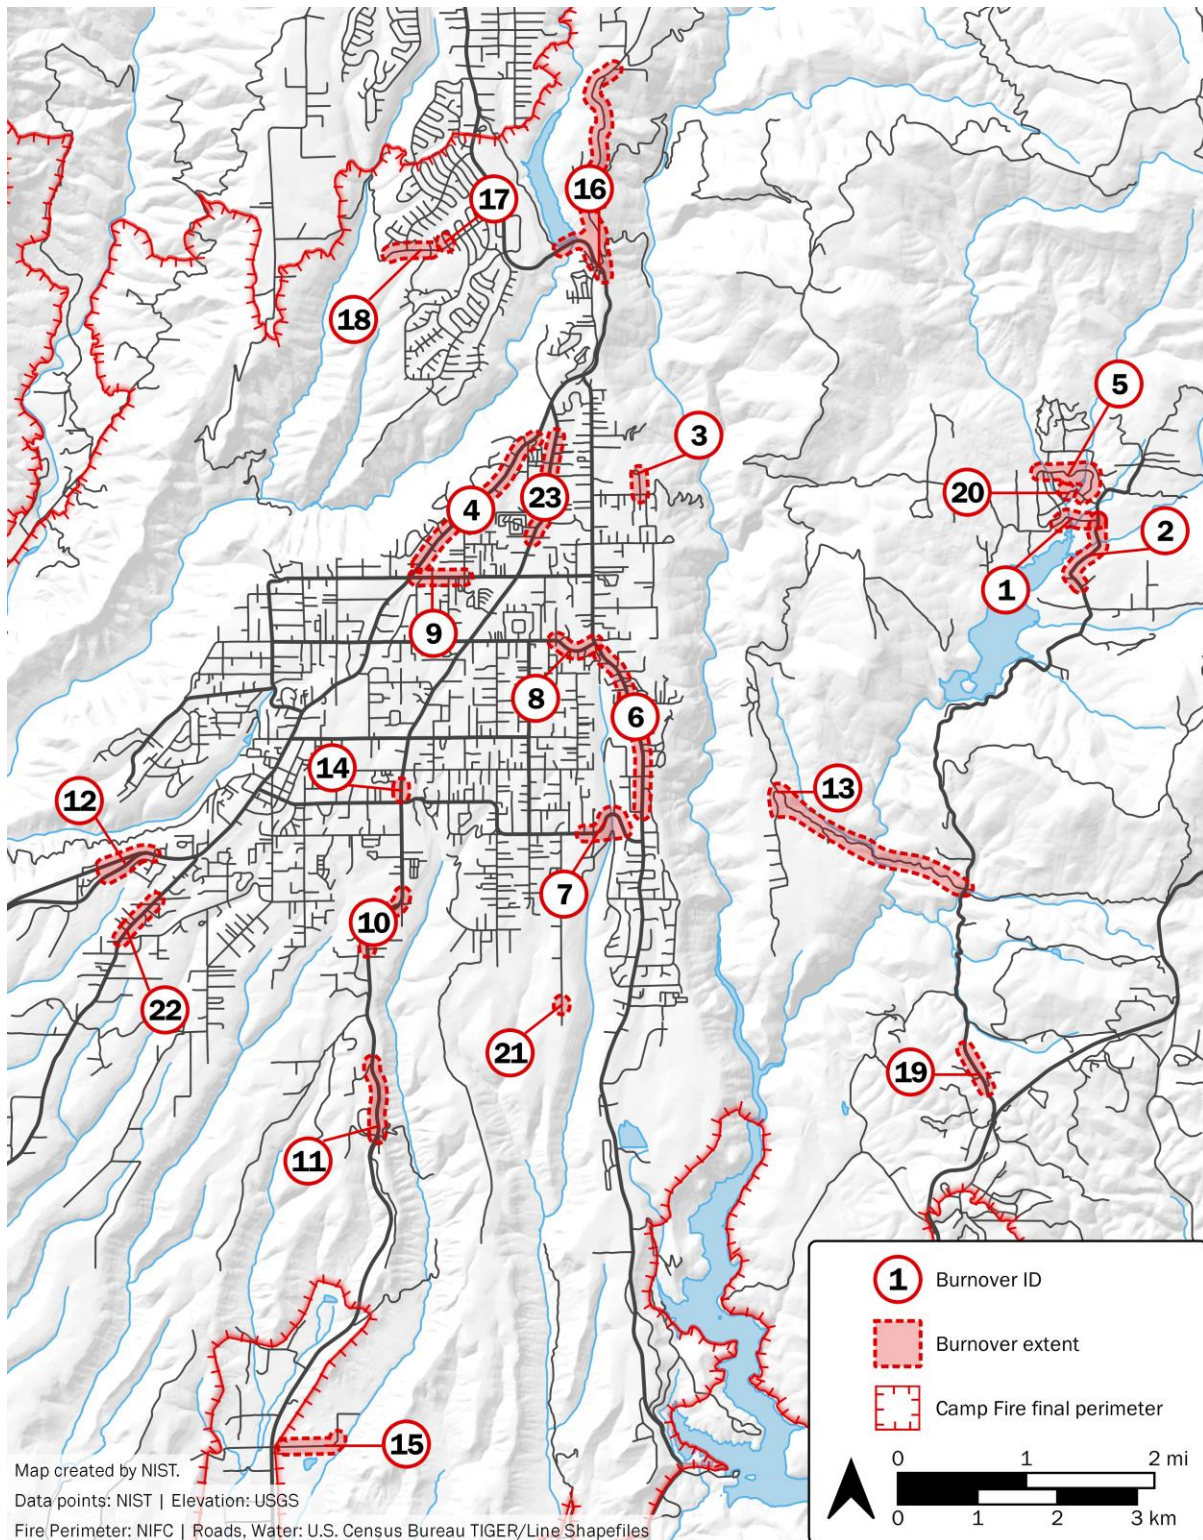 16
17
18
5
3
20
4
23
2
1
9
8
6
14
13
12
7
10
22
21
19
11
15
1 Burnover ID
Burnover extent
Camp Fire final perimeter
0 1 2 mi
0 1 2 3 km
Map created by NIST.
Data points: NIST | Elevation: USGS
Fire Perimeter: NIFC | Roads, Water: U.S. Census Bureau TIGER/Line Shapefiles